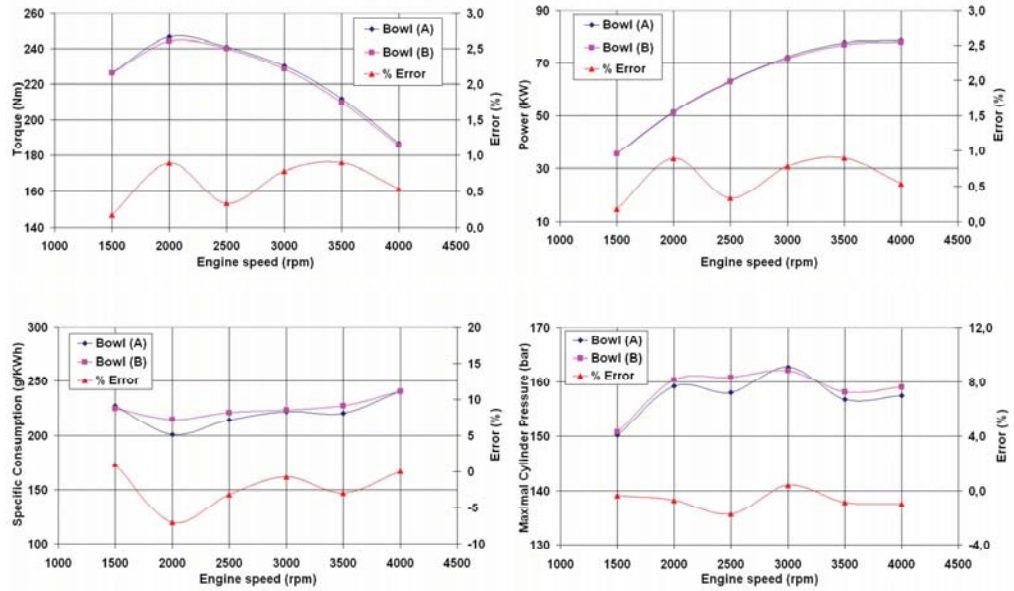 Torque (Nm)
260
240
220
200
180
160
140
Bowl (A)
Bowl (B)
% Error
3,0
2,5
2,0
1,5
1,0
0,5
0,0
Error (%)
1000 1500 2000 2500 3000 3500 4000 4500
Engine speed (rpm)
Power (KW)
90
70
50
30
10
Bowl (A)
Bowl (B)
% Error
3,0
2,5
2,0
1,5
1,0
0,5
0,0
Error (%)
1000 1500 2000 2500 3000 3500 4000 4500
Engine speed (rpm)
Specific Consumption (g/KWh)
300
250
200
150
100
Bowl (A)
Bowl (B)
% Error
20
15
10
5
0
-5
-10
Error (%)
1000 1500 2000 2500 3000 3500 4000 4500
Engine speed (rpm)
Maximal Cylinder Pressure (bar)
170
160
150
140
130
Bowl (A)
Bowl (B)
% Error
12,0
8,0
4,0
0,0
-4,0
Error (%)
1000 1500 2000 2500 3000 3500 4000 4500
Engine speed (rpm)